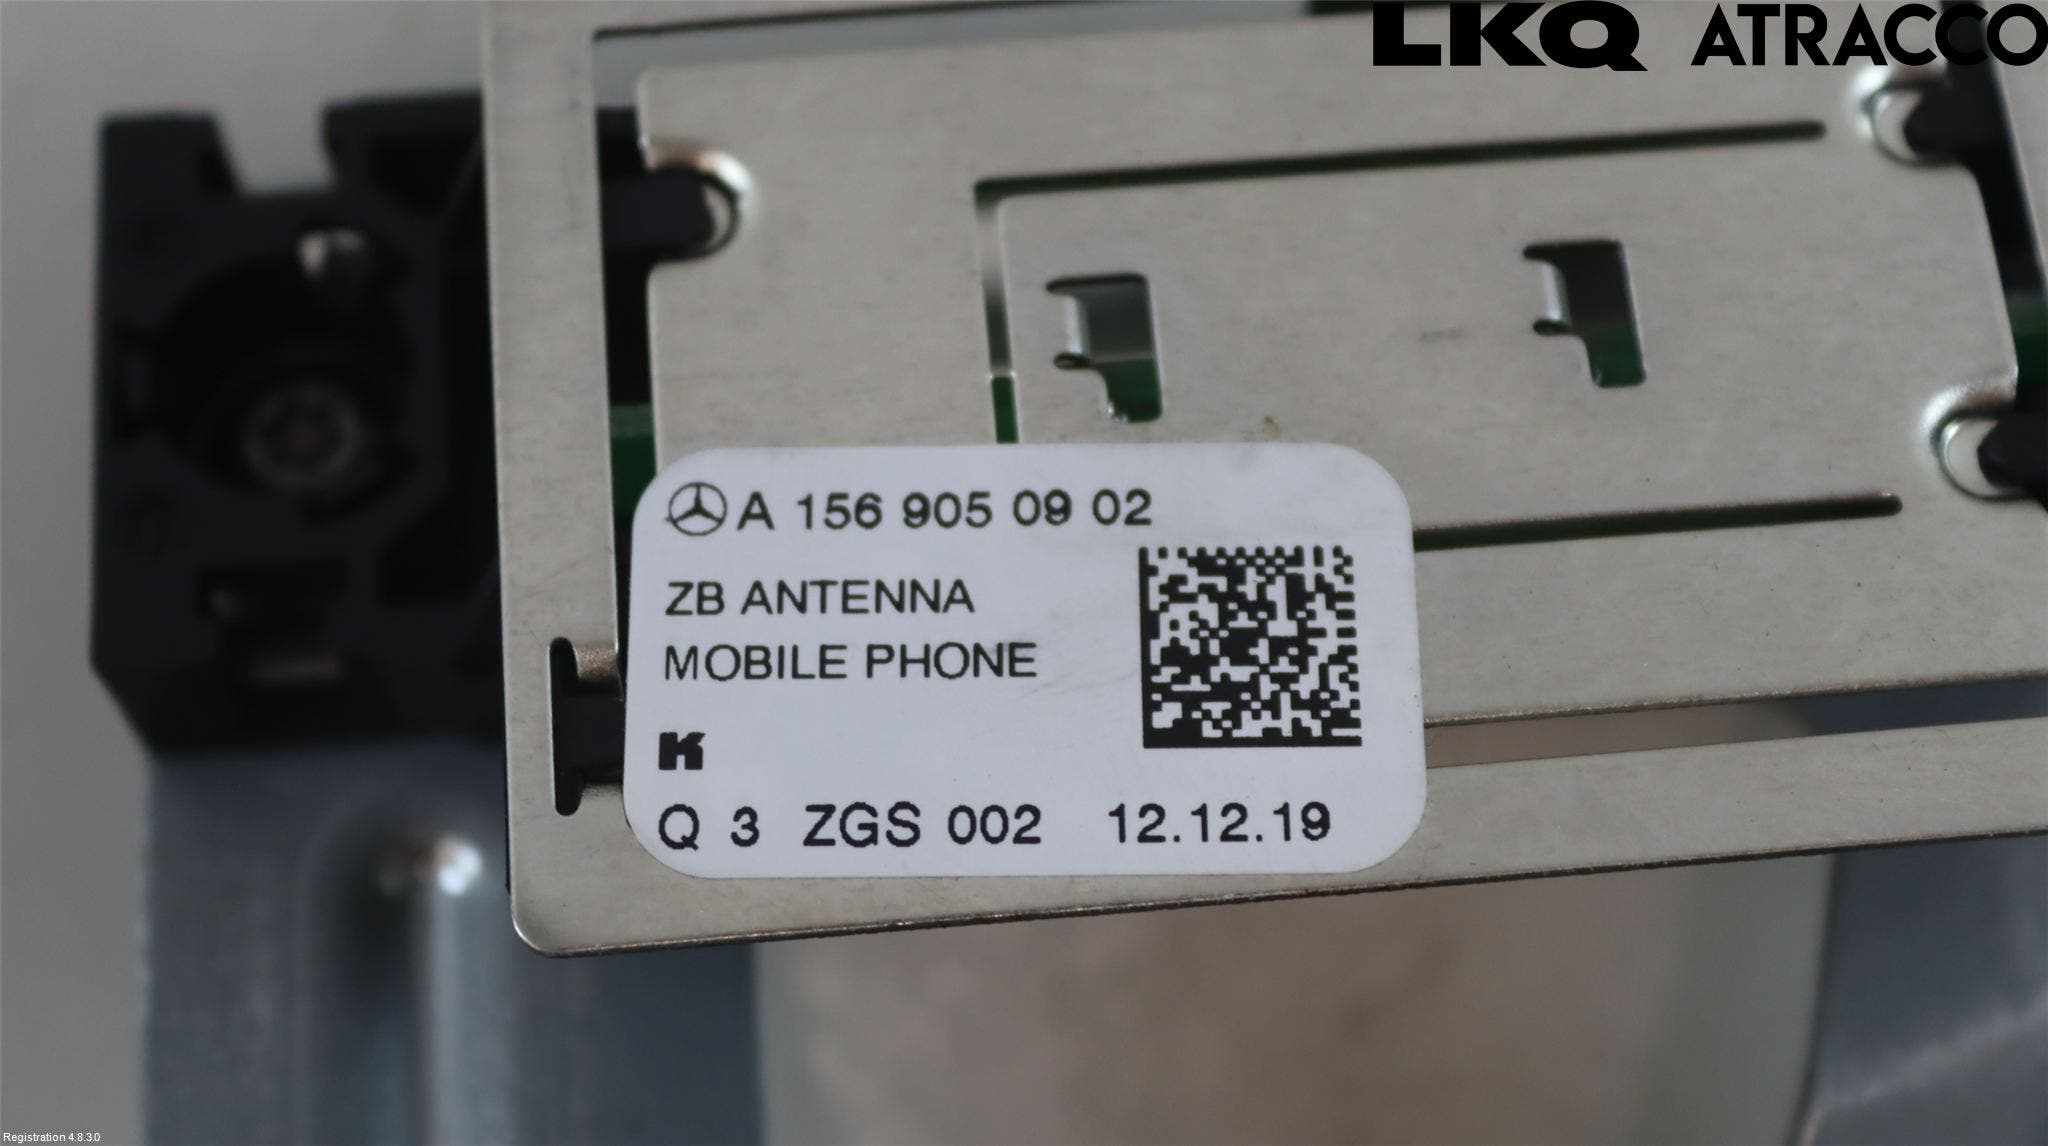 LKQ ATRACCO
A 156 905 09 02
ZB ANTENNA
MOBILE PHONE
K
Q 3 ZGS 002 12.12.19
Registration 4.8.3.0